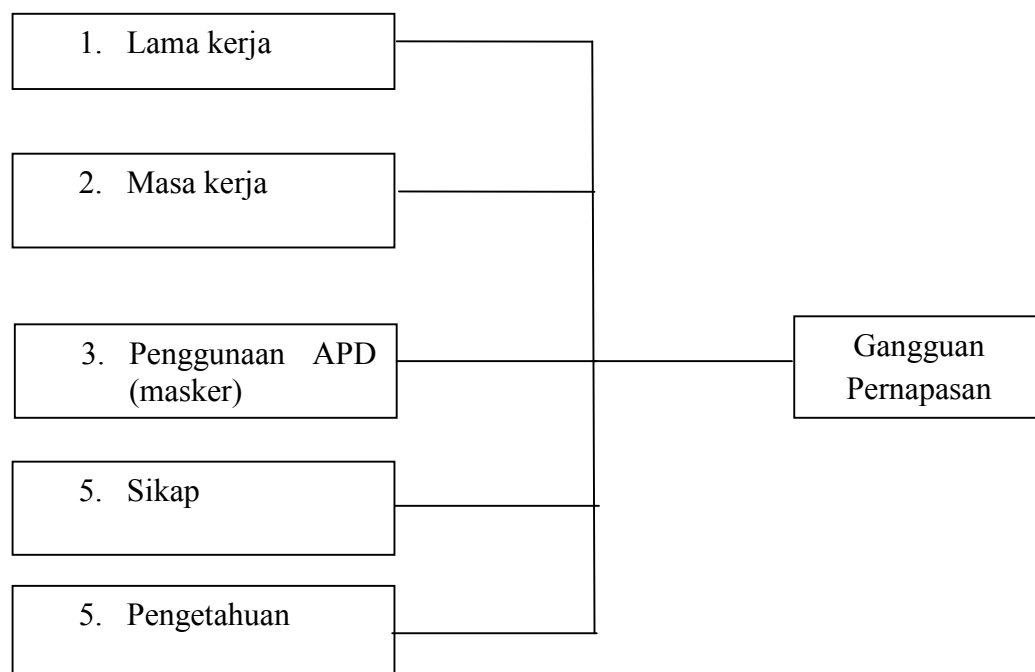 1. Lama kerja
2. Masa kerja
3. Penggunaan APD
(masker)
Gangguan
Pernapasan
5. Sikap
5. Pengetahuan